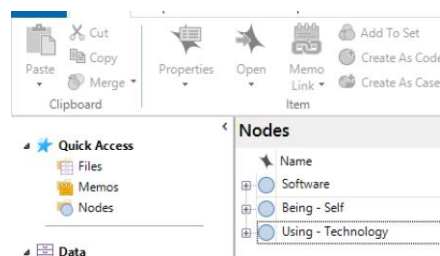 Cut
Copy
Merge
Paste
Clipboard
Properties
Open
Memo
Link
Add To Set
Create As Code
Create As Case
Item
Quick Access
Files
Memos
Nodes
Data
Nodes
Name
Software
Being - Self
Using - Technology